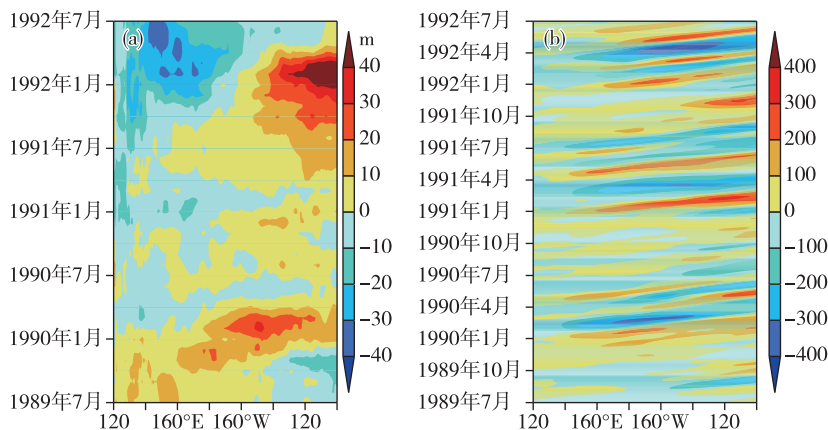 (a)
m
1992年7月
1992年1月
1991年7月
1991年1月
1990年7月
1990年1月
1989年7月
120
160°E
160°W
120
40
30
20
10
0
−10
−20
−30
−40
(b)
1992年7月
1992年4月
1992年1月
1991年10月
1991年7月
1991年4月
1991年1月
1990年10月
1990年7月
1990年4月
1990年1月
1989年10月
1989年7月
120
160°E
160°W
120
400
300
200
100
0
−100
−200
−300
−400